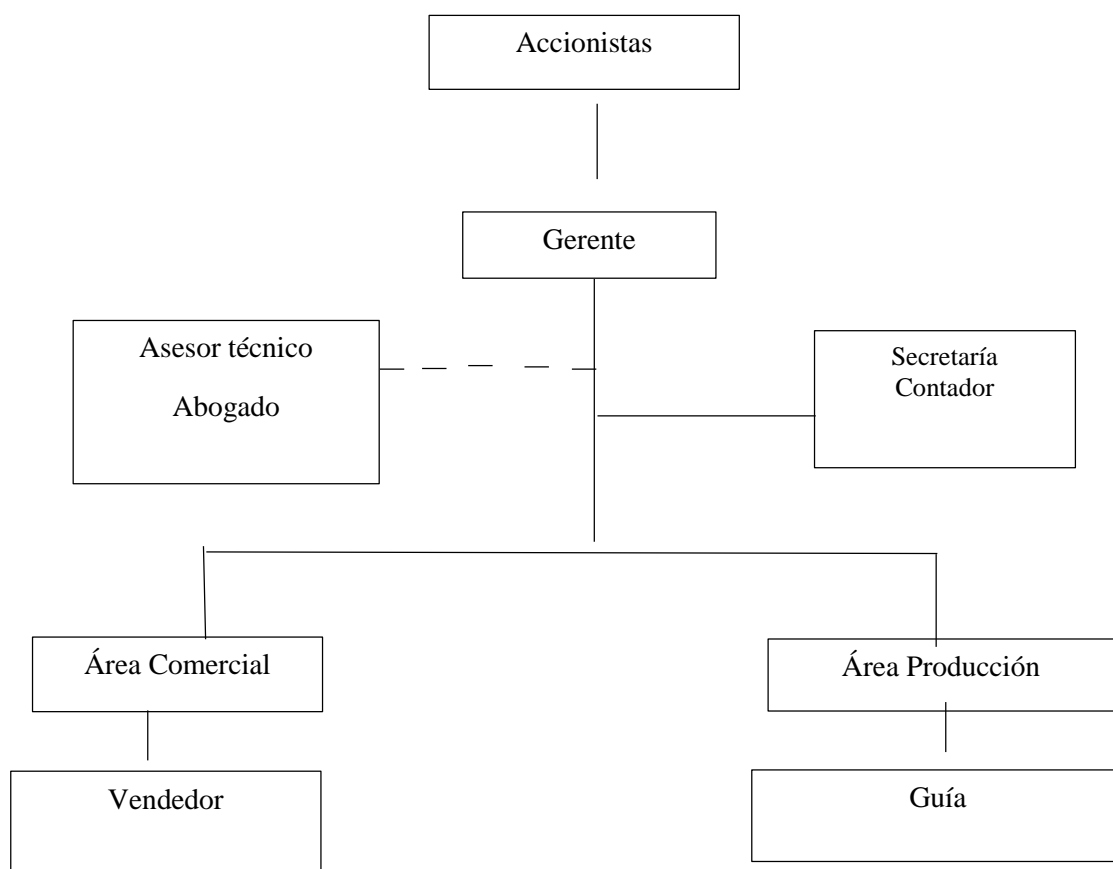 Accionistas
Gerente
Asesor técnico
Abogado
Secretaría
Contador
Área Comercial
Área Producción
Vendedor
Guía